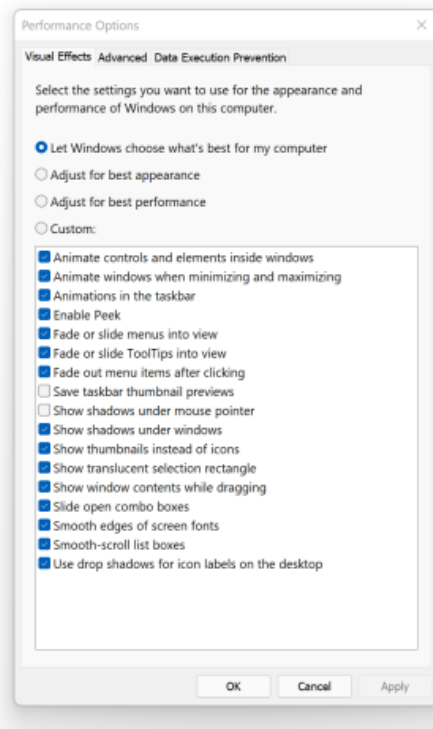 Performance Options
Visual Effects Advanced Data Execution Prevention
Select the settings you want to use for the appearance and
performance of Windows on this computer.
Let Windows choose what's best for my computer
Adjust for best appearance
Adjust for best performance
Custom:
Animate controls and elements inside windows
Animate windows when minimizing and maximizing
Animations in the taskbar
Enable Peek
Fade or slide menus into view
Fade or slide ToolTips into view
Fade out menu items after clicking
Save taskbar thumbnail previews
Show shadows under mouse pointer
Show shadows under windows
Show thumbnails instead of icons
Show translucent selection rectangle
Show window contents while dragging
Slide open combo boxes
Smooth edges of screen fonts
Smooth-scroll list boxes
Use drop shadows for icon labels on the desktop
OK Cancel Apply